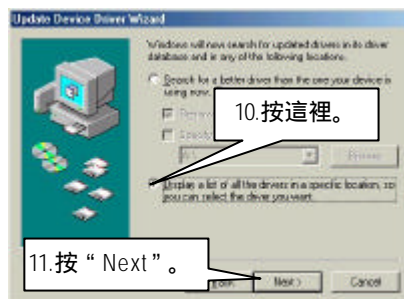 Update Device Driver Wizard
Windows will now search for updated drivers in its driver
database and in any of the following locations.
Search for a better driver than the one your device is
using now.
10.按這裡。
Display a list of all the drivers in a specific location, so
you can select the driver you want.
11.按“Next”。
Next >
Cancel